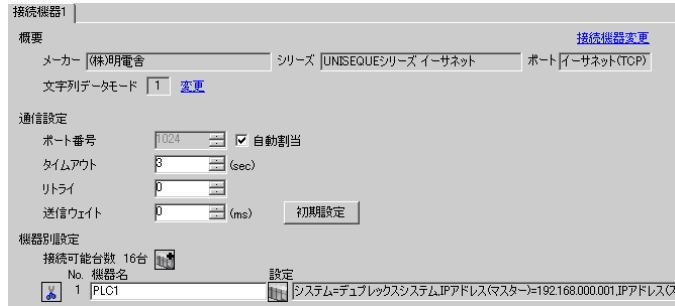 接続機器1
概要 接続機器変更
メーカー (株)明電舎 シリーズ UNISEQUEシリーズ イーサネット ポート イーサネット(TCP)
文字列データモード 1 変更
通信設定
ポート番号 1024 自動割当
タイムアウト 3 (sec)
リトライ 0
送信ウェイト 0 (ms) 初期設定
機器別設定
接続可能台数 16台
No. 機器名 設定
1 PLC1 システム=デュプレックスシステム,IPアドレス(マスター)=192.168.000.001,IPアドレス(ス